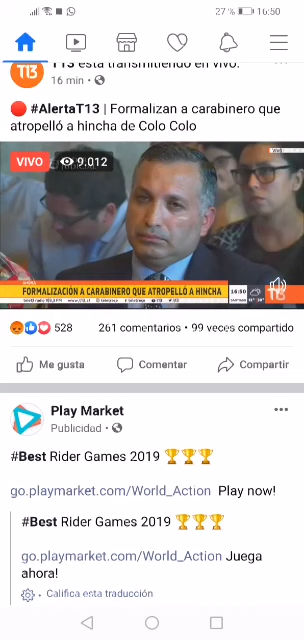 27 % 16:50
T13
T13 está transmitiendo en vivo.
16 min •
#AlertaT13 | Formalizan a carabinero que
atropelló a hincha de Colo Colo
VIVO 9.012
FORMALIZACIÓN A CARABINERO QUE ATROPELLÓ A HINCHA
16:50
528 261 comentarios • 99 veces compartido
Me gusta Comentar Compartir
Play Market
Publicidad •
#Best Rider Games 2019 🏆🏆🏆
go.playmarket.com/World_Action Play now!
#Best Rider Games 2019 🏆🏆🏆
go.playmarket.com/World_Action Juega
ahora!
• Califica esta traducción